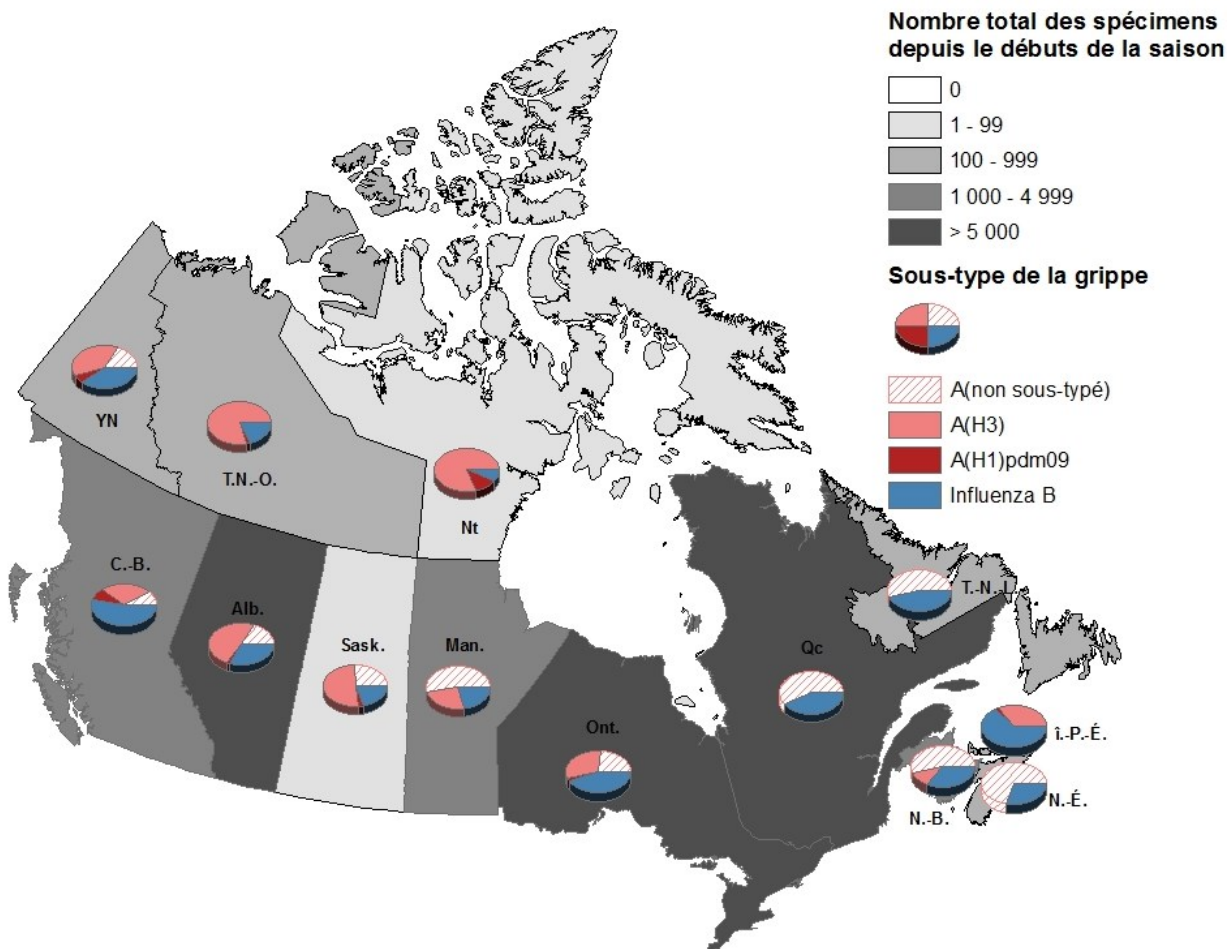 Nombre total des spécimens
depuis le débuts de la saison
0
1 - 99
100 - 999
1 000 - 4 999
> 5 000
Sous-type de la grippe
A(non sous-typé)
A(H3)
A(H1)pdm09
Influenza B
YN
T.N.-O.
Nt
C.-B.
Alb.
Sask.
Man.
Ont.
Qc
T.-N.-L
î.-P.-É.
N.-B.
N.-É.